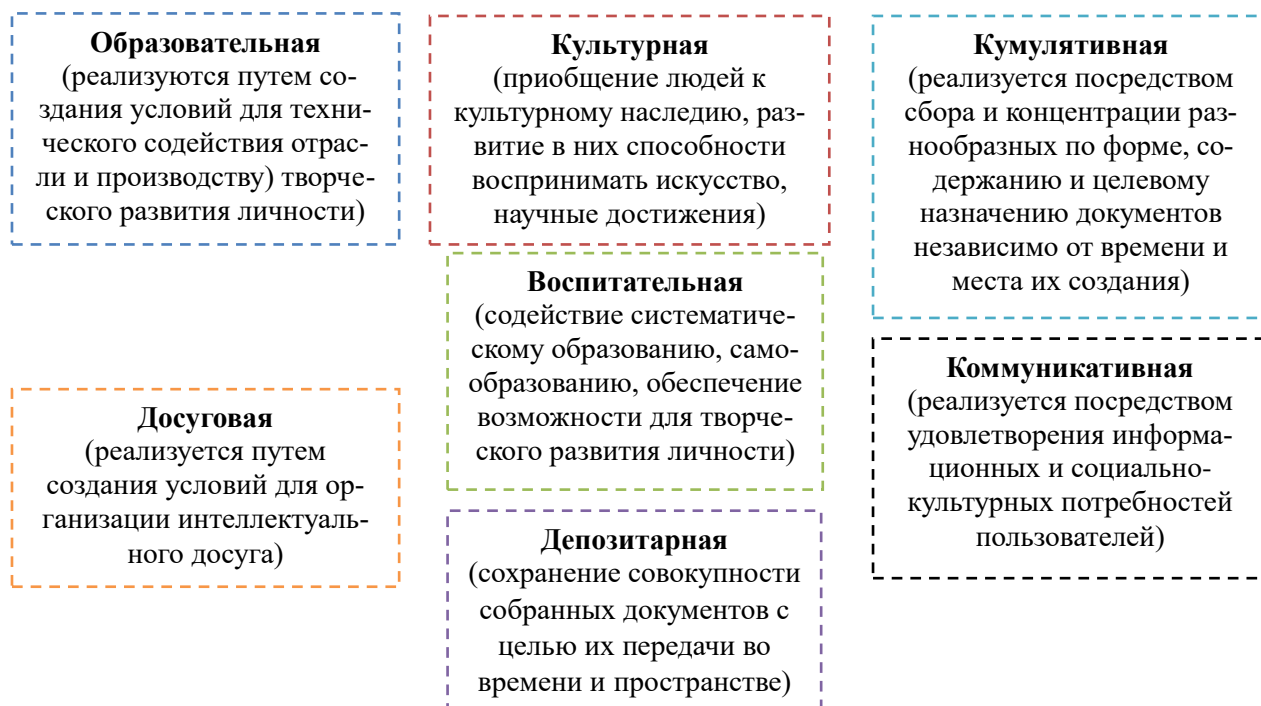 Образовательная
(реализуются путем со-
здания условий для техни-
ческого содействия отрас-
ли и производству) творче-
ского развития личности)
Культурная
(приобщение людей к
культурному наследию, раз-
витие в них способности
воспринимать искусство,
научные достижения)
Кумулятивная
(реализуется посредством
сбора и концентрации раз-
нообразных по форме, со-
держанию и целевому
назначению документов
независимо от времени и
места их создания)
Воспитательная
(содействие систематиче-
скому образованию, само-
образованию, обеспечение
возможности для творче-
ского развития личности)
Коммуникативная
(реализуется посредством
удовлетворения информа-
ционных и социально-
культурных потребностей
пользователей)
Досуговая
(реализуется путем
создания условий для ор-
ганизации интеллектуаль-
ного досуга)
Депозитарная
(сохранение совокупности
собранных документов с
целью их передачи во
времени и пространстве)